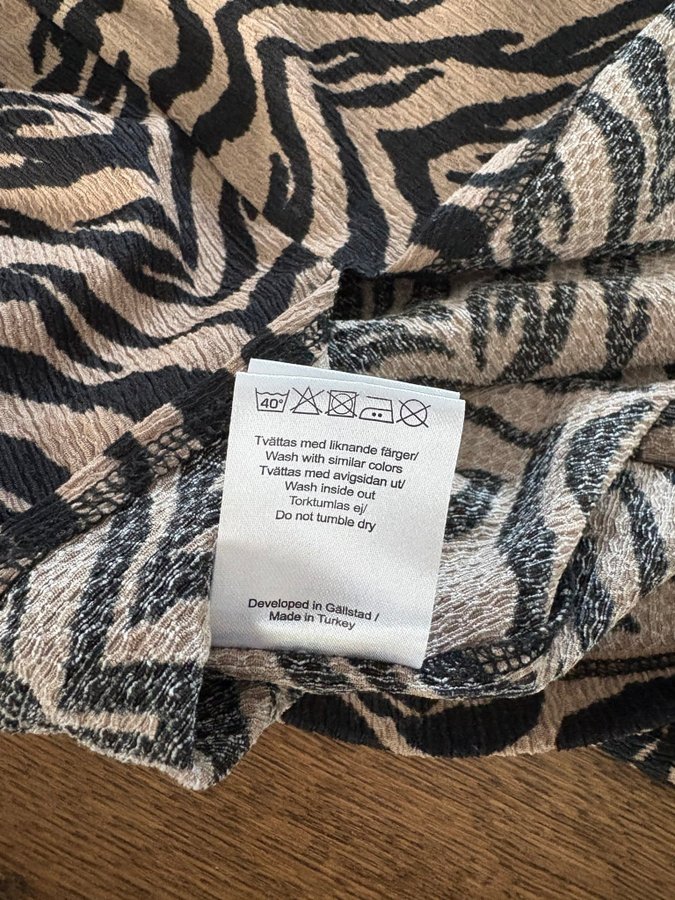 40°
Tvättas med liknande färger/
Wash with similar colors
Tvättas med avigsidan ut/
Wash inside out
Torktumlas ej/
Do not tumble dry
Developed in Gällstad /
Made in Turkey